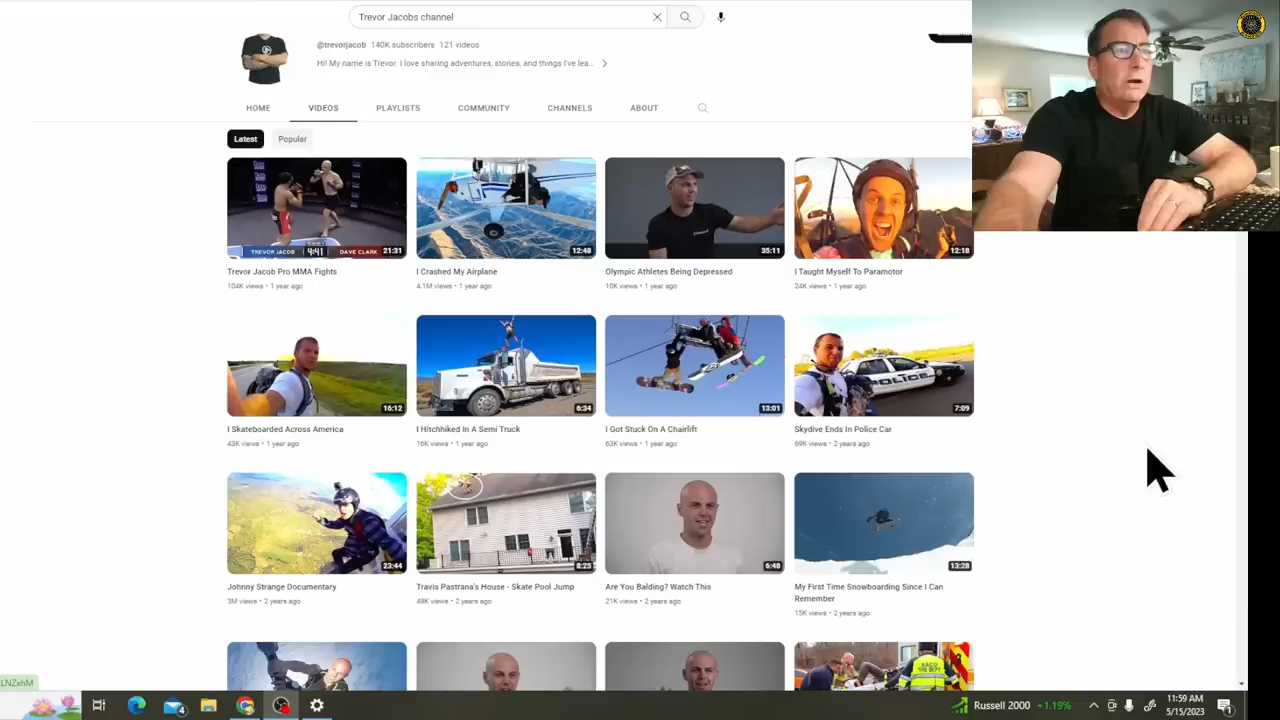 Trevor Jacobs channel
@trevorjacob 140K subscribers 121 videos
Hi! My name is Trevor i love sharing adventures, stories, and things I've lea...
HOME VIDEOS PLAYLISTS COMMUNITY CHANNELS ABOUT
Latest Popular
TREVOR JACOB 4:41 DAVE CLARK 21:31
12:48
35:11
12:18
Trevor Jacob Pro MMA Fights
104K views • 1 year ago
I Crashed My Airplane
4.1M views • 1 year ago
Olympic Athletes Being Depressed
10K views • 1 year ago
I Taught Myself To Paramotor
24K views • 1 year ago
16:12
6:34
13:01
POLICE
7:09
I Skateboarded Across America
43K views • 1 year ago
I Hitchhiked In A Semi Truck
16K views • 1 year ago
I Got Stuck On A Chairlift
63K views • 1 year ago
Skydive Ends In Police Car
69K views • 2 years ago
23:44
8:25
6:48
13:28
Johnny Strange Documentary
3M views • 2 years ago
Travis Pastrana's House - Skate Pool Jump
49K views • 2 years ago
Are You Balding? Watch This
21K views • 2 years ago
My First Time Snowboarding Since I Can
Remember
15K views • 2 years ago
AACO
FIRE DEPT
LNZxhM
4
Russell 2000 +1.19%
11:59 AM
5/15/2023
1